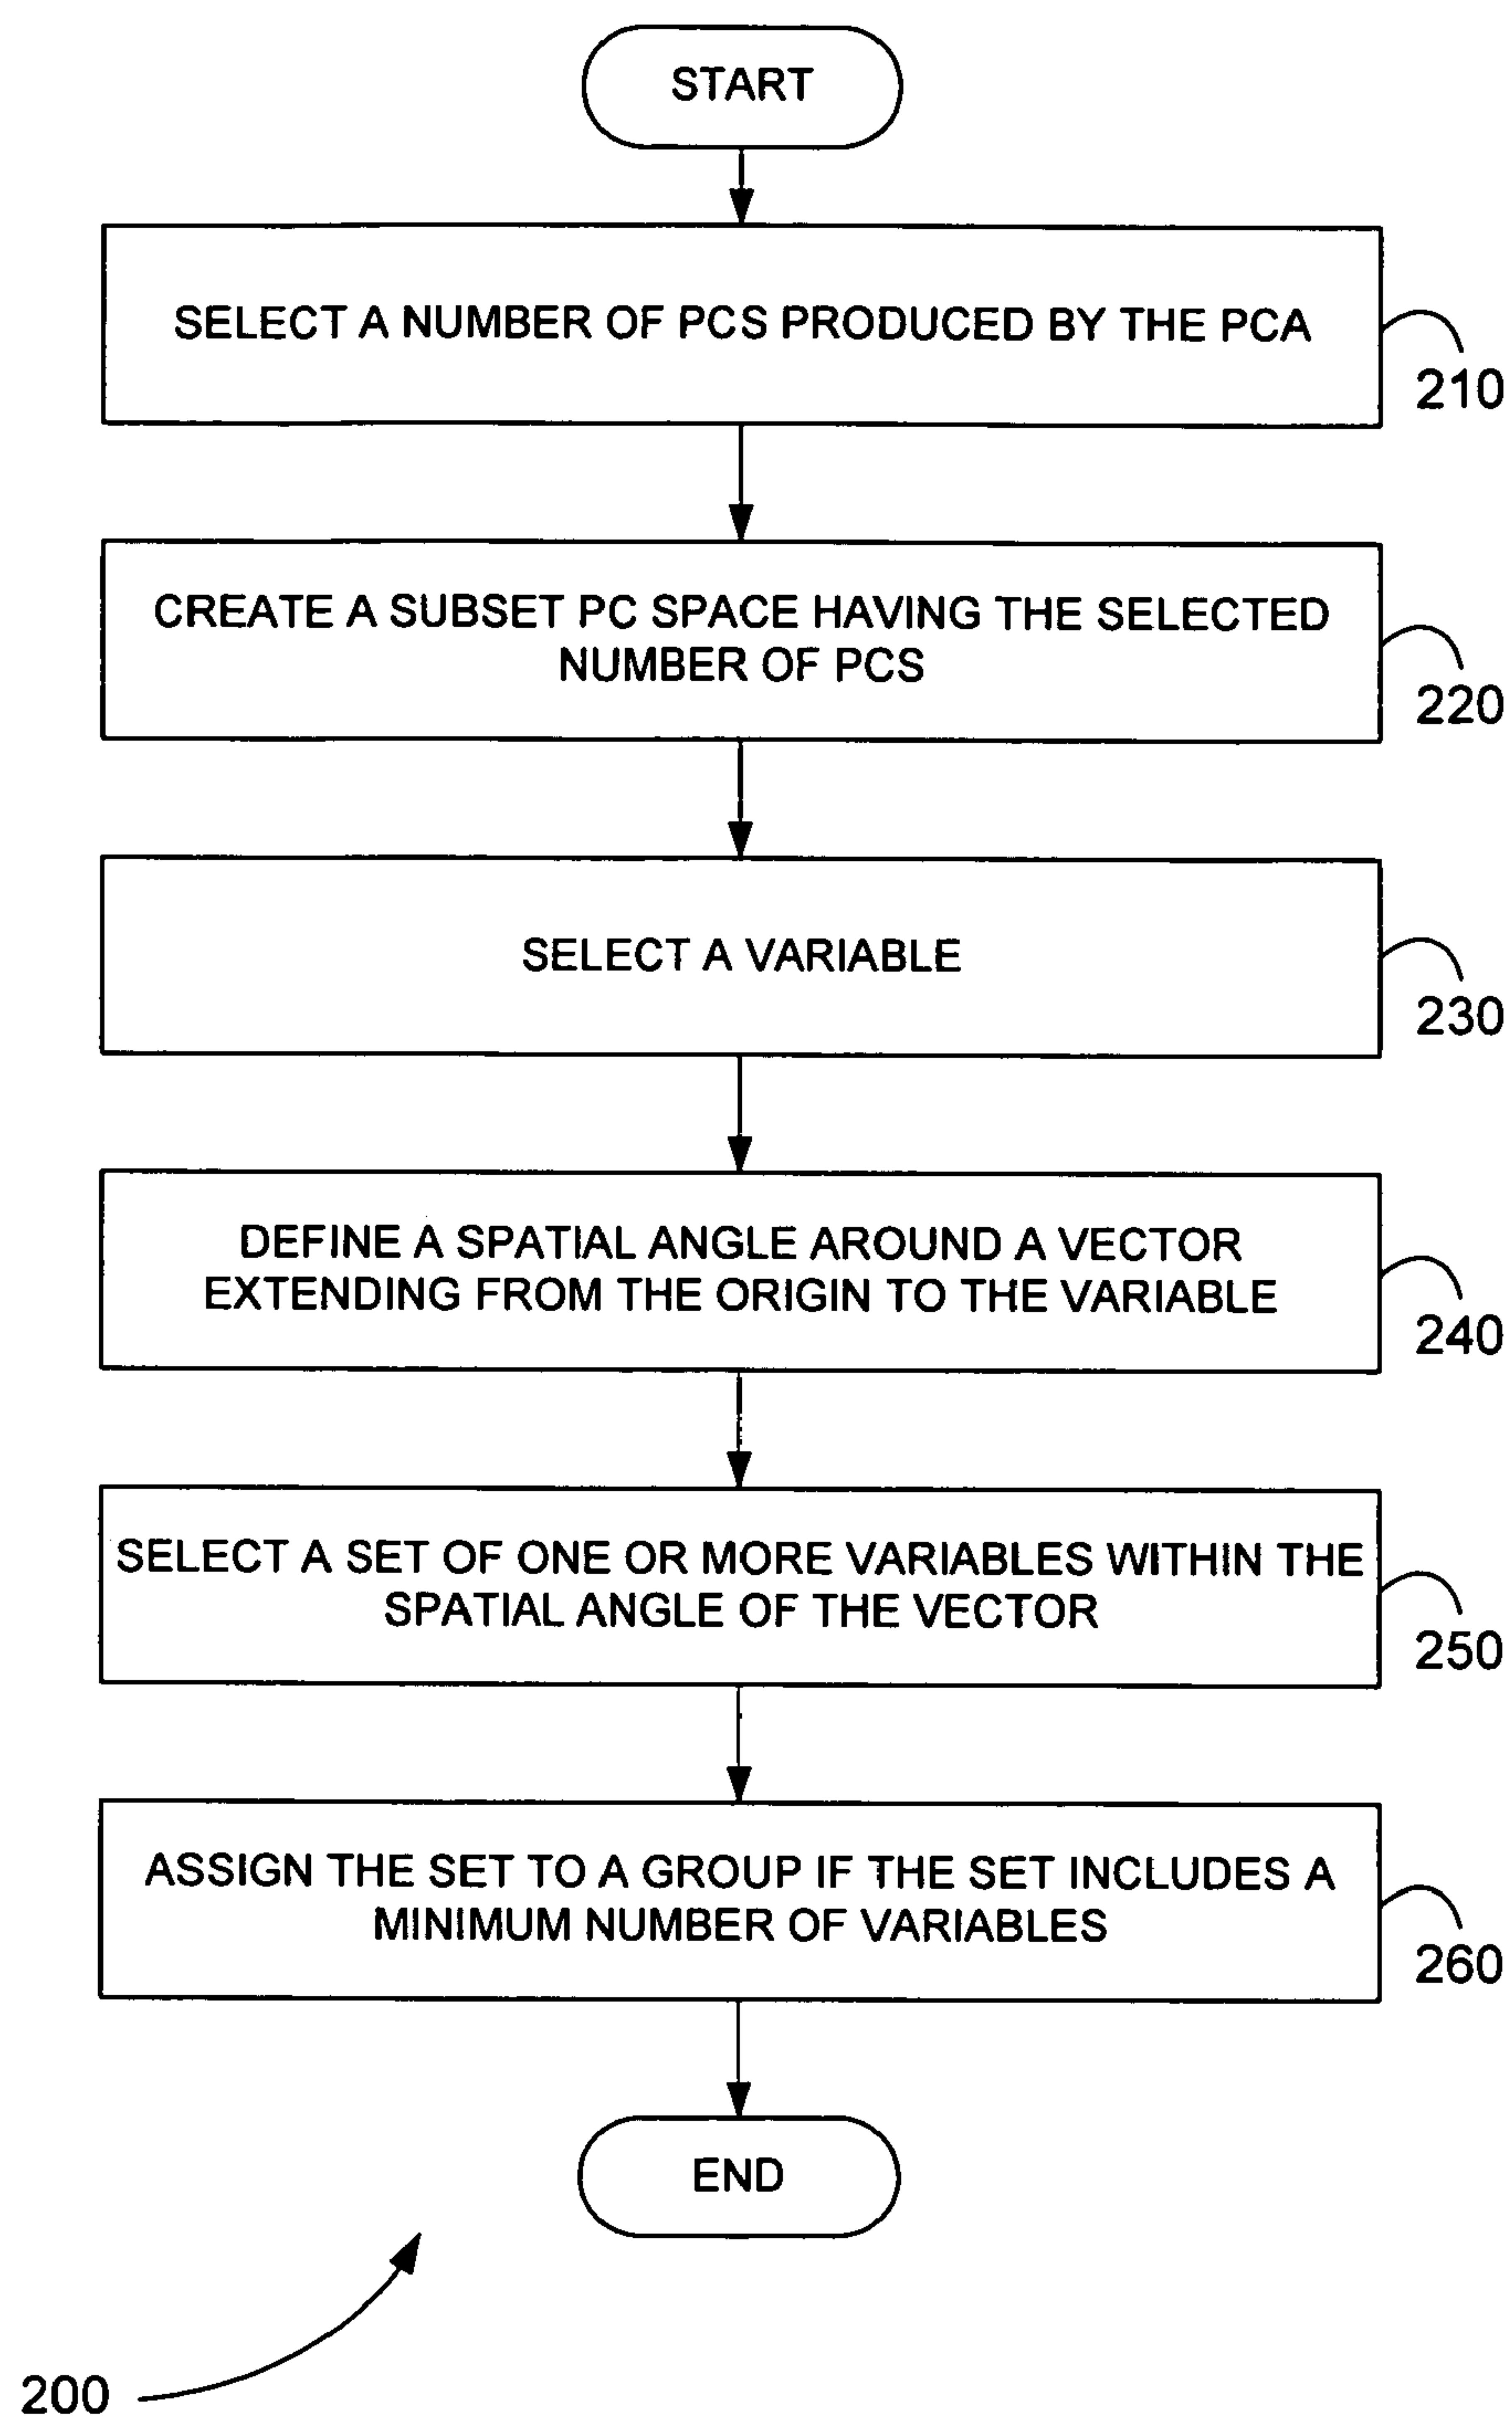 START
SELECT A NUMBER OF PCS PRODUCED BY THE PCA
210
CREATE A SUBSET PC SPACE HAVING THE SELECTED
NUMBER OF PCS
220
SELECT A VARIABLE
230
DEFINE A SPATIAL ANGLE AROUND A VECTOR
EXTENDING FROM THE ORIGIN TO THE VARIABLE
240
SELECT A SET OF ONE OR MORE VARIABLES WITHIN THE
SPATIAL ANGLE OF THE VECTOR
250
ASSIGN THE SET TO A GROUP IF THE SET INCLUDES A
MINIMUM NUMBER OF VARIABLES
260
END
200